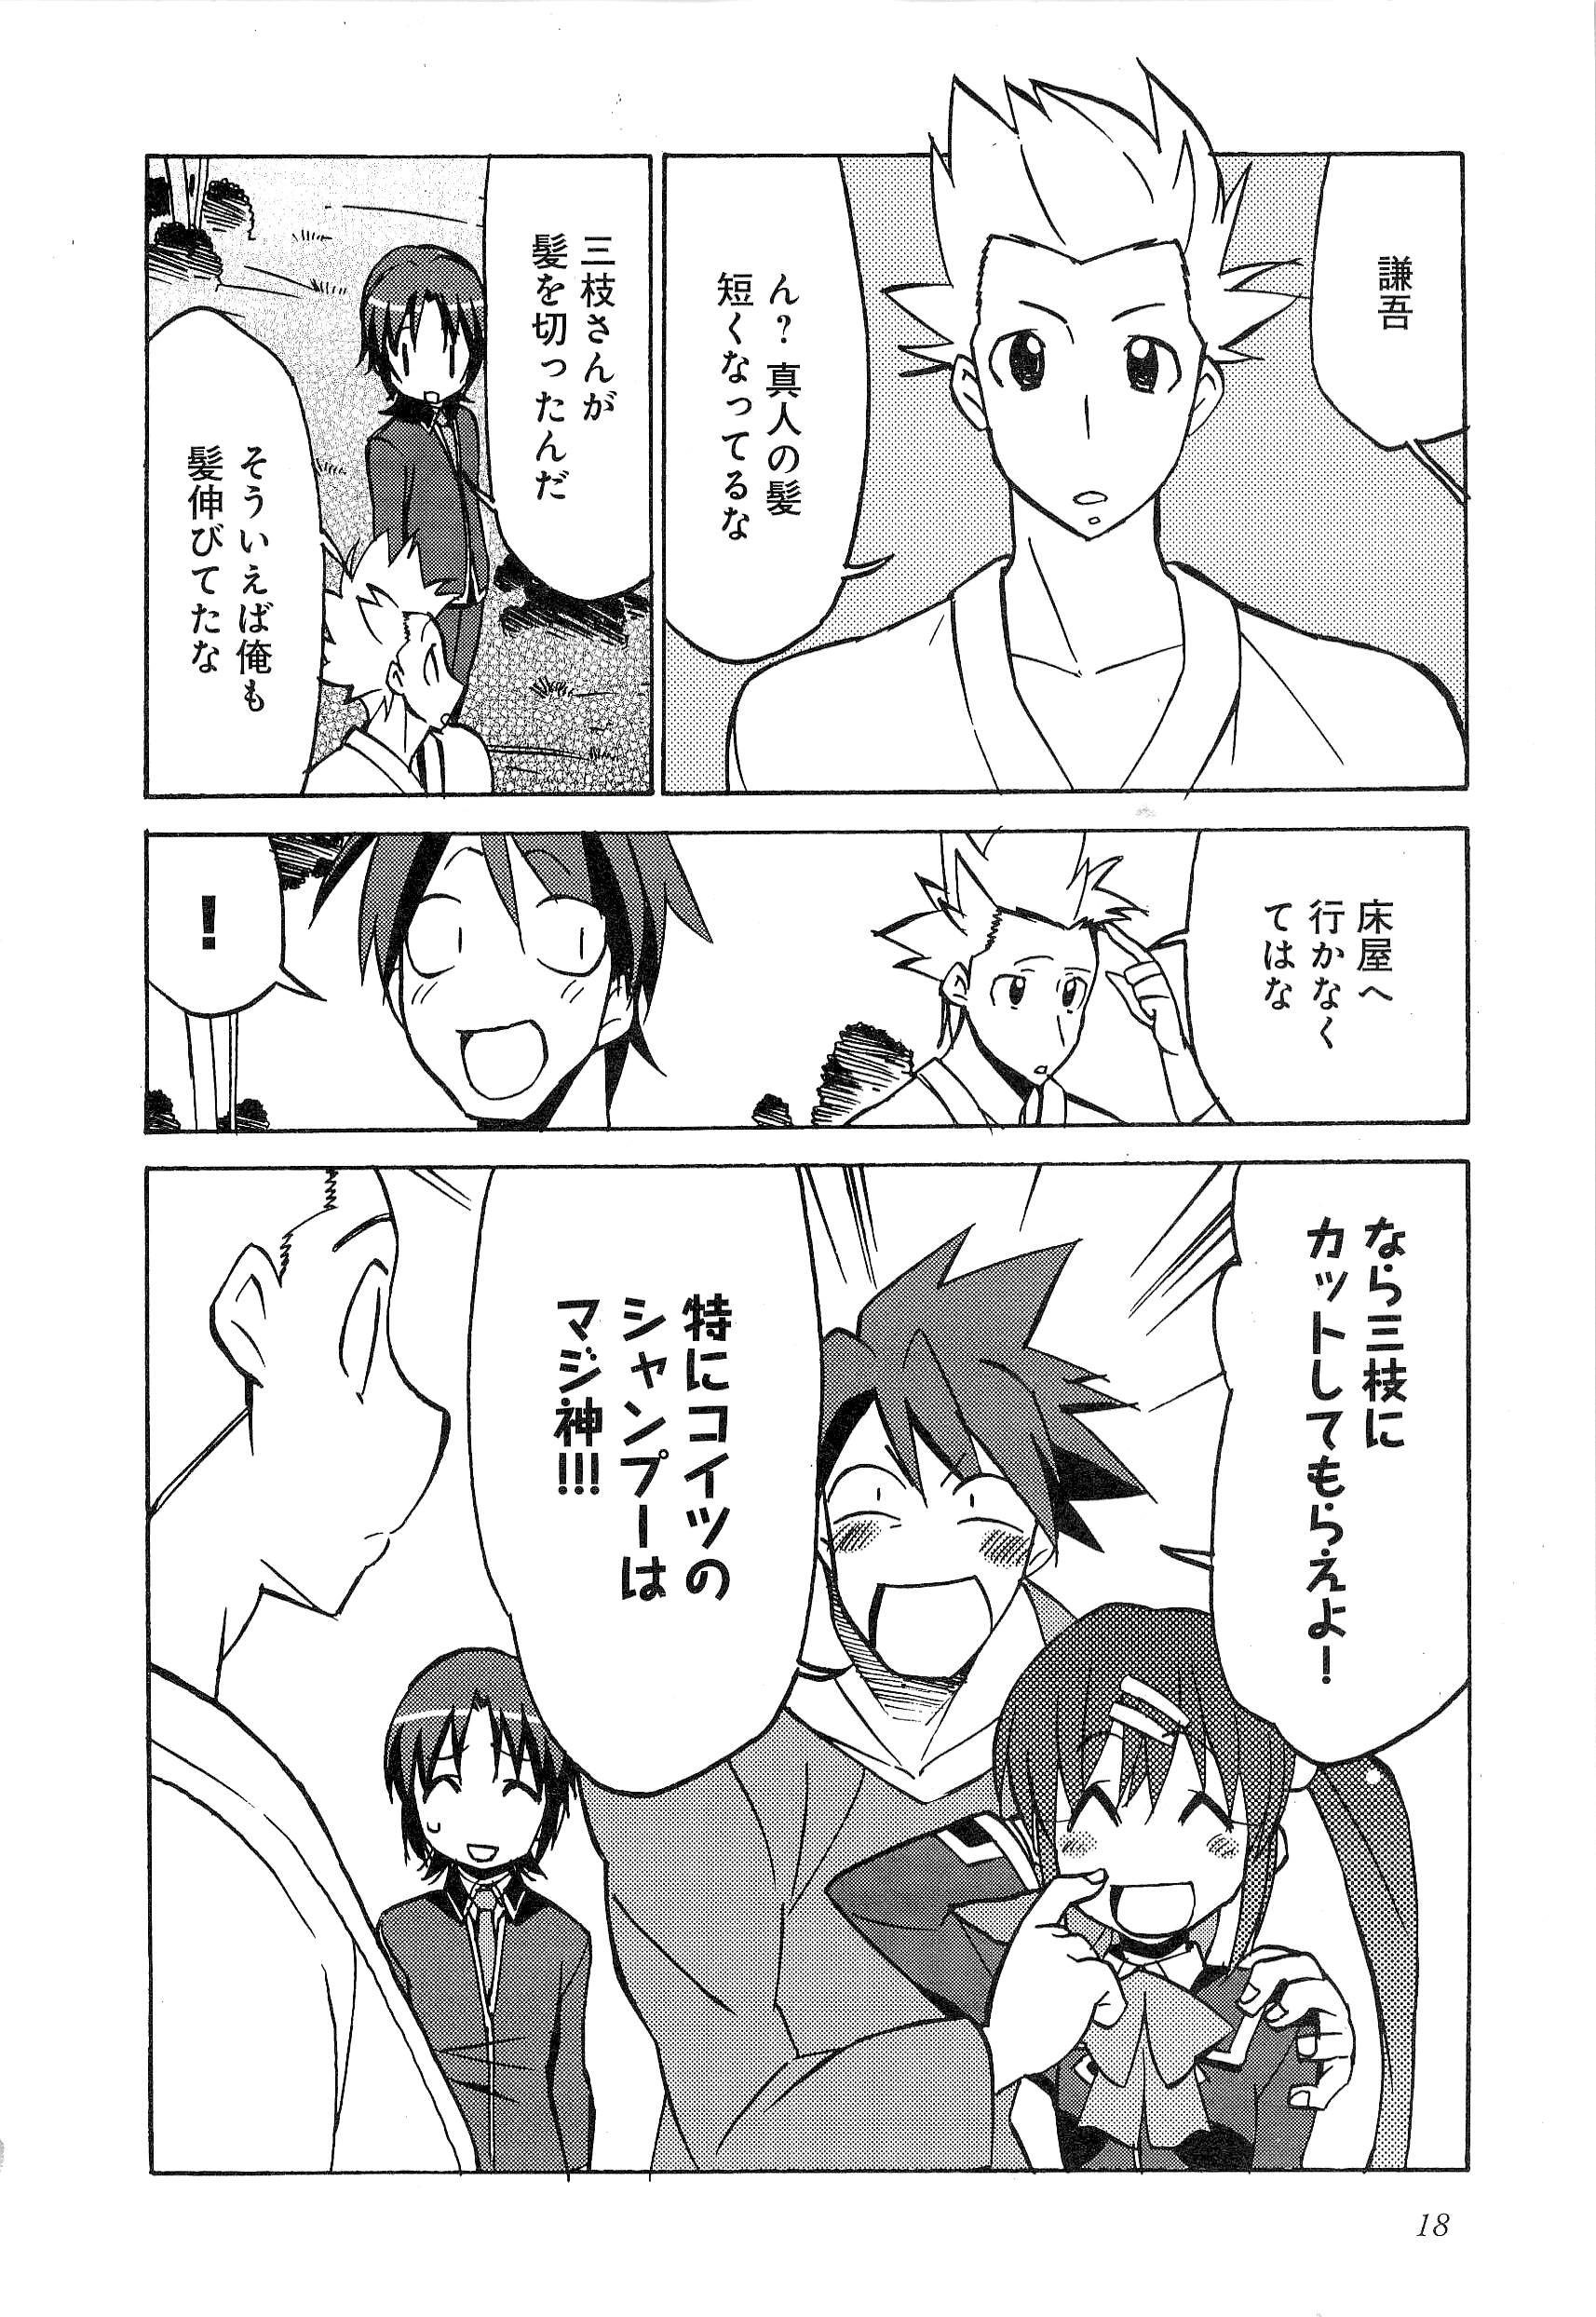 謙吾
ん？真人の髪
短くなってるな
三枝さんが
髪を切ったんだ
そういえば俺も
髪伸びてたな
床屋へ
行かなく
てはな
！
なら三枝に
カットしてもらえよ！
特にコイツの
シャンプーは
マジ神!!!
18